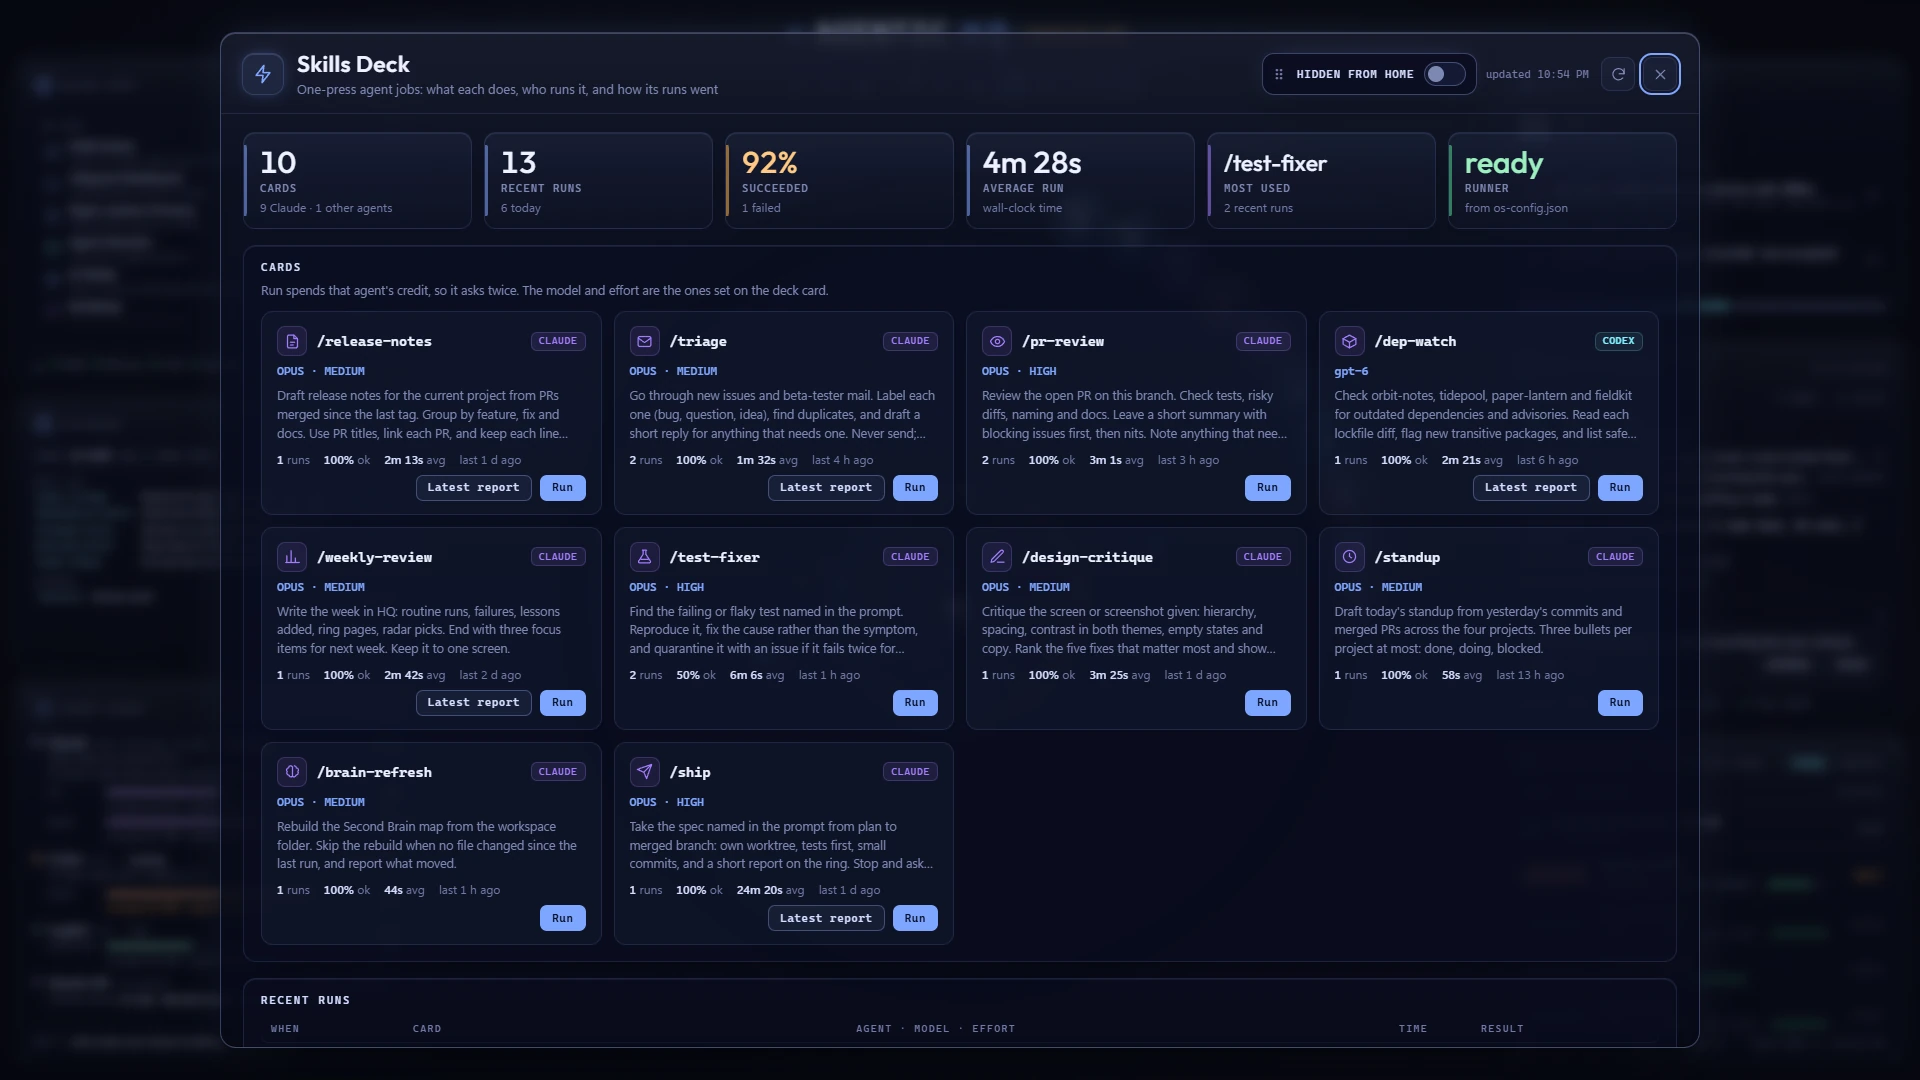 Skills Deck
One-press agent jobs: what each does, who runs it, and how its runs went
HIDDEN FROM HOME
updated 10:54 PM
10
CARDS
9 Claude · 1 other agents
13
RECENT RUNS
6 today
92%
SUCCEEDED
1 failed
4m 28s
AVERAGE RUN
wall-clock time
/test-fixer
MOST USED
2 recent runs
ready
RUNNER
from os-config.json
CARDS
Run spends that agent's credit, so it asks twice. The model and effort are the ones set on the deck card.
/release-notes CLAUDE
OPUS · MEDIUM
Draft release notes for the current project from PRs
merged since the last tag. Group by feature, fix and
docs. Use PR titles, link each PR, and keep each line...
1 runs 100% ok 2m 13s avg last 1 d ago
Latest report Run
/triage CLAUDE
OPUS · MEDIUM
Go through new issues and beta-tester mail. Label each
one (bug, question, idea), find duplicates, and draft a
short reply for anything that needs one. Never send;...
2 runs 100% ok 1m 32s avg last 4 h ago
Latest report Run
/pr-review CLAUDE
OPUS · HIGH
Review the open PR on this branch. Check tests, risky
diffs, naming and docs. Leave a short summary with
blocking issues first, then nits. Note anything that nee...
2 runs 100% ok 3m 1s avg last 3 h ago
Run
/dep-watch CODEX
gpt-6
Check orbit-notes, tidepool, paper-lantern and fieldkit
for outdated dependencies and advisories. Read each
lockfile diff, flag new transitive packages, and list safe...
1 runs 100% ok 2m 21s avg last 6 h ago
Latest report Run
/weekly-review CLAUDE
OPUS · MEDIUM
Write the week in HQ: routine runs, failures, lessons
added, ring pages, radar picks. End with three focus
items for next week. Keep it to one screen.
1 runs 100% ok 2m 42s avg last 2 d ago
Latest report Run
/test-fixer CLAUDE
OPUS · HIGH
Find the failing or flaky test named in the prompt.
Reproduce it, fix the cause rather than the symptom,
and quarantine it with an issue if it fails twice for...
2 runs 50% ok 6m 6s avg last 1 h ago
Run
/design-critique CLAUDE
OPUS · MEDIUM
Critique the screen or screenshot given: hierarchy,
spacing, contrast in both themes, empty states and
copy. Rank the five fixes that matter most and show...
1 runs 100% ok 3m 25s avg last 1 d ago
Run
/standup CLAUDE
OPUS · MEDIUM
Draft today's standup from yesterday's commits and
merged PRs across the four projects. Three bullets per
project at most: done, doing, blocked.
1 runs 100% ok 58s avg last 13 h ago
Run
/brain-refresh CLAUDE
OPUS · MEDIUM
Rebuild the Second Brain map from the workspace
folder. Skip the rebuild when no file changed since the
last run, and report what moved.
1 runs 100% ok 44s avg last 1 h ago
Run
/ship CLAUDE
OPUS · HIGH
Take the spec named in the prompt from plan to
merged branch: own worktree, tests first, small
commits, and a short report on the ring. Stop and ask...
1 runs 100% ok 24m 20s avg last 1 d ago
Latest report Run
RECENT RUNS
WHEN CARD AGENT · MODEL · EFFORT TIME RESULT